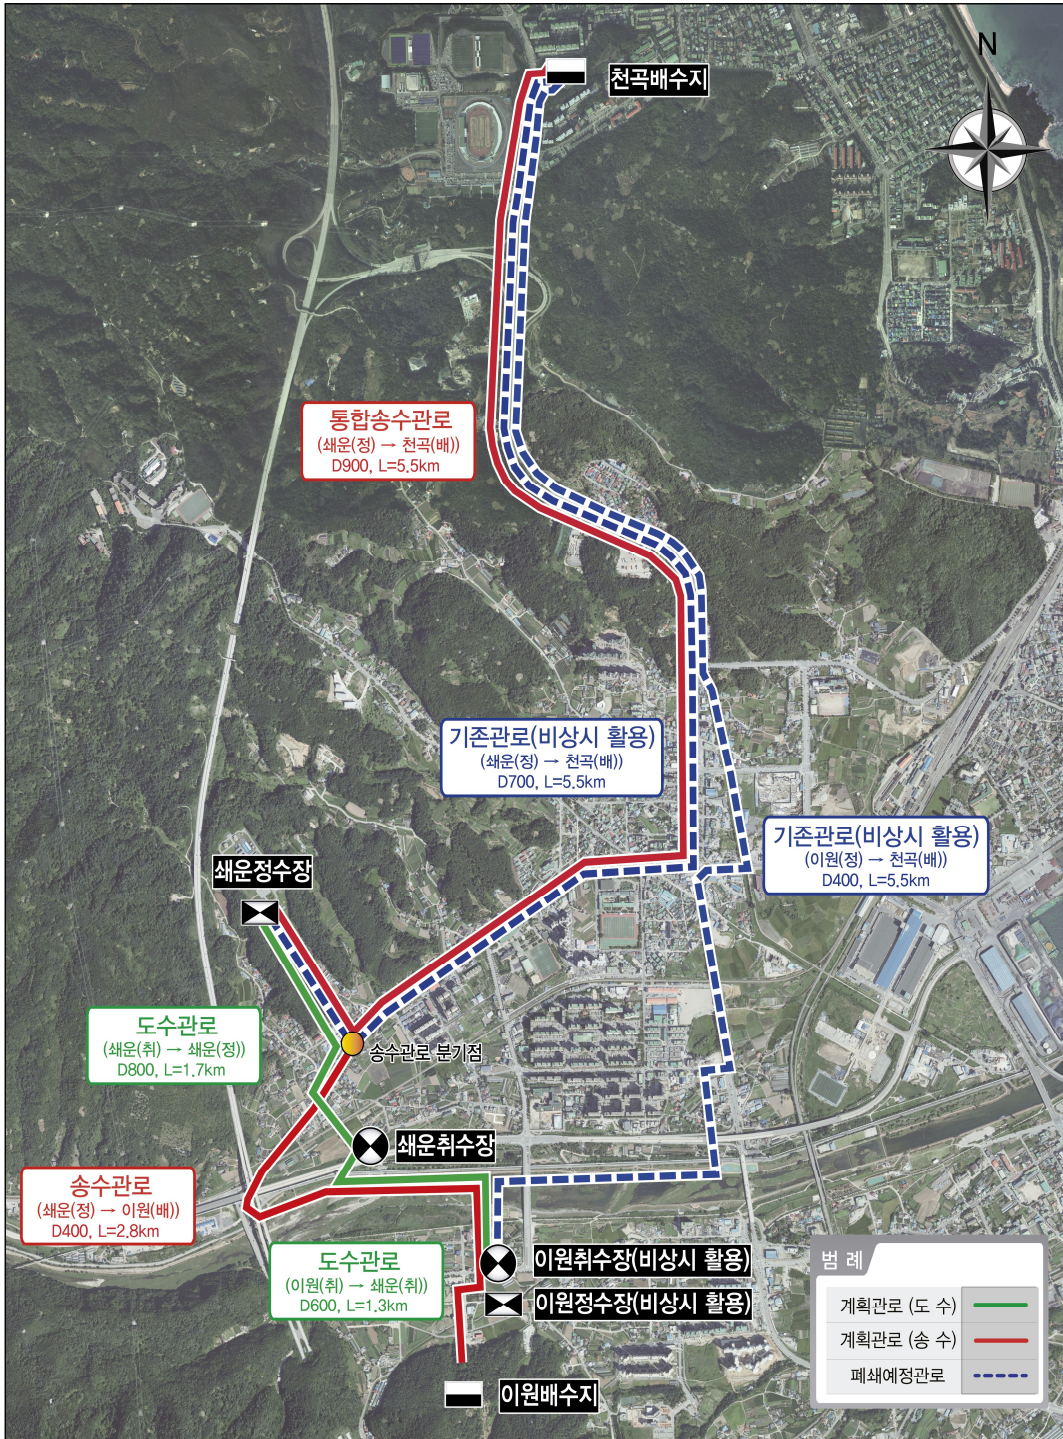 N
천곡배수지
통합송수관로
(쇄운(정) → 천곡(배))
D900, L=5.5km
기존관로(비상시 활용)
(쇄운(정) → 천곡(배))
D700, L=5.5km
기존관로(비상시 활용)
(이원(정) → 천곡(배))
D400, L=5.5km
쇄운정수장
도수관로
(쇄운(취) → 쇄운(정))
D800, L=1.7km
송수관로 분기점
쇄운취수장
송수관로
(쇄운(정) → 이원(배))
D400, L=2.8km
도수관로
(이원(취) → 쇄운(취))
D600, L=1.3km
이원취수장(비상시 활용)
이원정수장(비상시 활용)
이원배수지
범 례
계획관로 (도 수)
계획관로 (송 수)
폐쇄예정관로